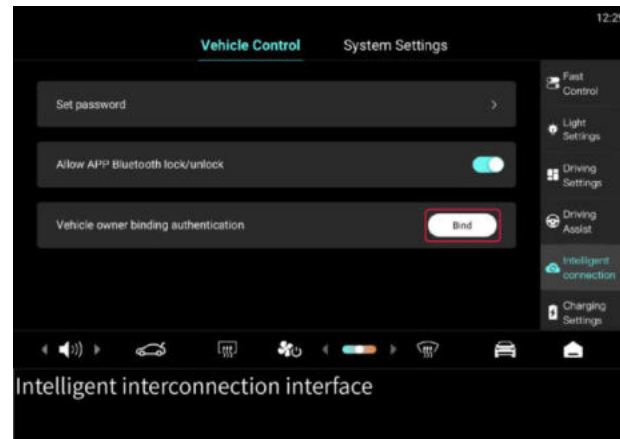 12:29
Vehicle Control
System Settings
Set password
Allow APP Bluetooth lock/unlock
Vehicle owner binding authentication
Bind
Fast
Control
Light
Settings
Driving
Settings
Driving
Assist
Intelligent
connection
Charging
Settings
Intelligent interconnection interface